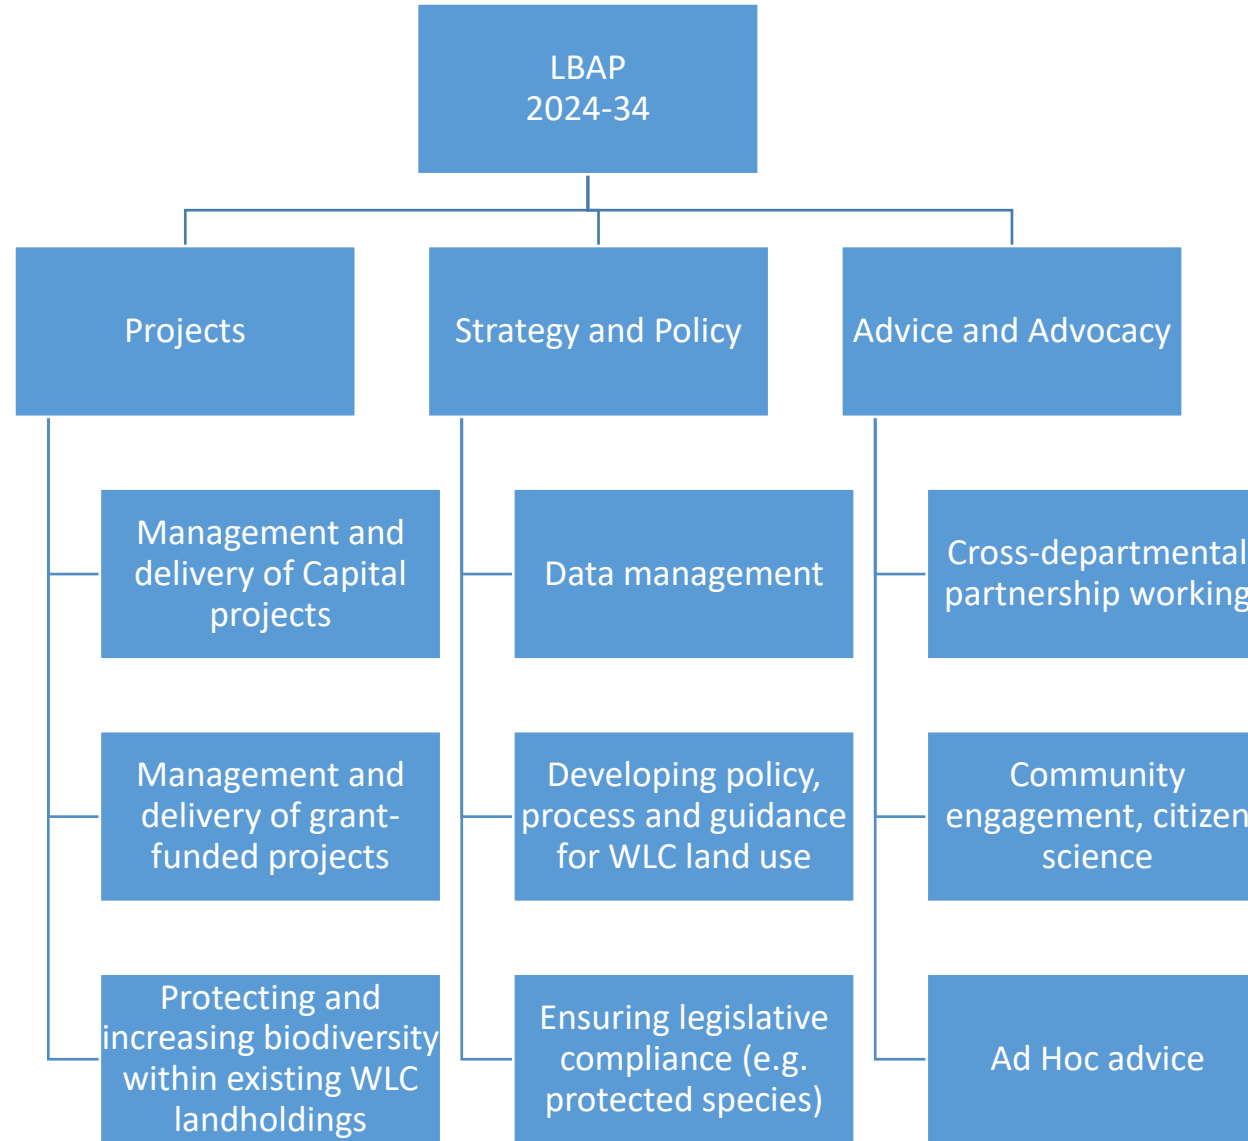 LBAP
2024-34
Projects
Strategy and Policy
Advice and Advocacy
Management and
delivery of Capital
projects
Data management
Cross-departmental
partnership working
Management and
delivery of grant-
funded projects
Developing policy,
process and guidance
for WLC land use
Community
engagement, citizen
science
Protecting and
increasing biodiversity
within existing WLC
landholdings
Ensuring legislative
compliance (e.g.
protected species)
Ad Hoc advice